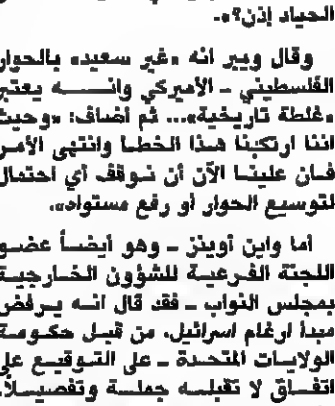 الحياد إذن؟».
وقال ويبر انه «غير سعيد» بالحوار
الفلسطيني - الأميركي وانــه يعتبر
«غلطة تاريخية»... ثم اضاف: «وحيث
اننا ارتكبنا هذا الخطأ وانتهى الأمر
فان علينا الآن أن نوقف أي احتمال
لتوسيع الحوار أو رفع مستواه».
أما واين أوينز - وهو أيضاً عضو
اللجنة الفرعية للشؤون الخارجية
بمجلس النواب - فقد قال انه يرفض
مبدأ ارغام اسرائيل، من قبل حكومة
الولايات المتحدة - على التوقيع على
اتفاق لا تقبله جملة وتفصيلاً.